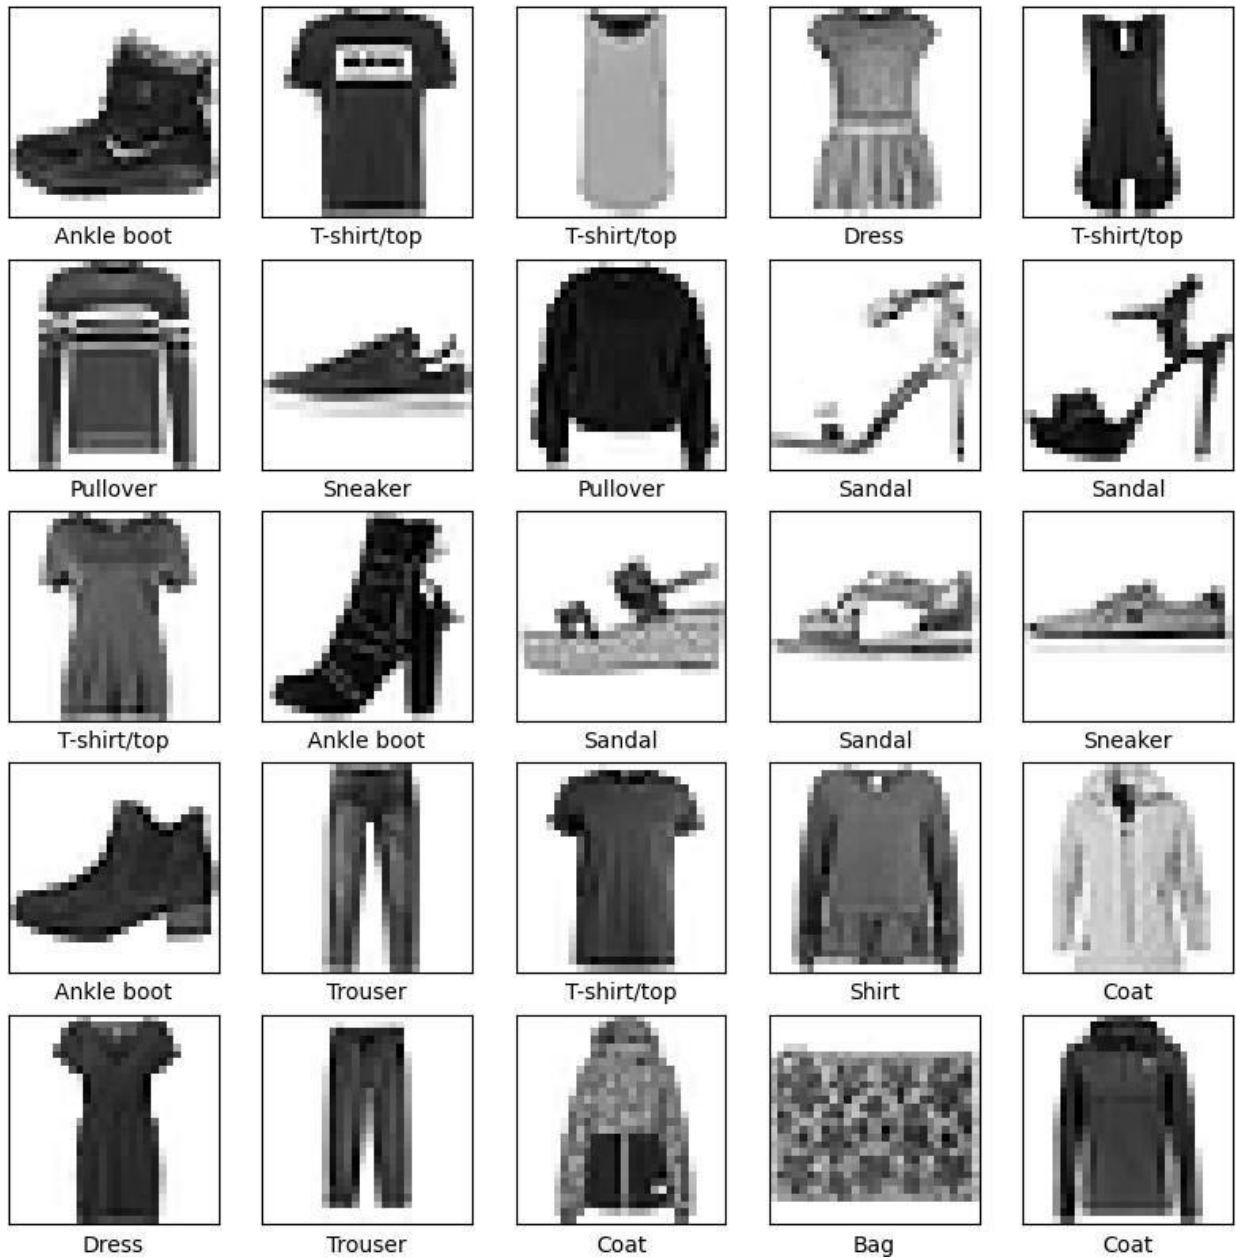 Ankle boot
T-shirt/top
T-shirt/top
Dress
T-shirt/top
Pullover
Sneaker
Pullover
Sandal
Sandal
T-shirt/top
Ankle boot
Sandal
Sandal
Sneaker
Ankle boot
Trouser
T-shirt/top
Shirt
Coat
Dress
Trouser
Coat
Bag
Coat